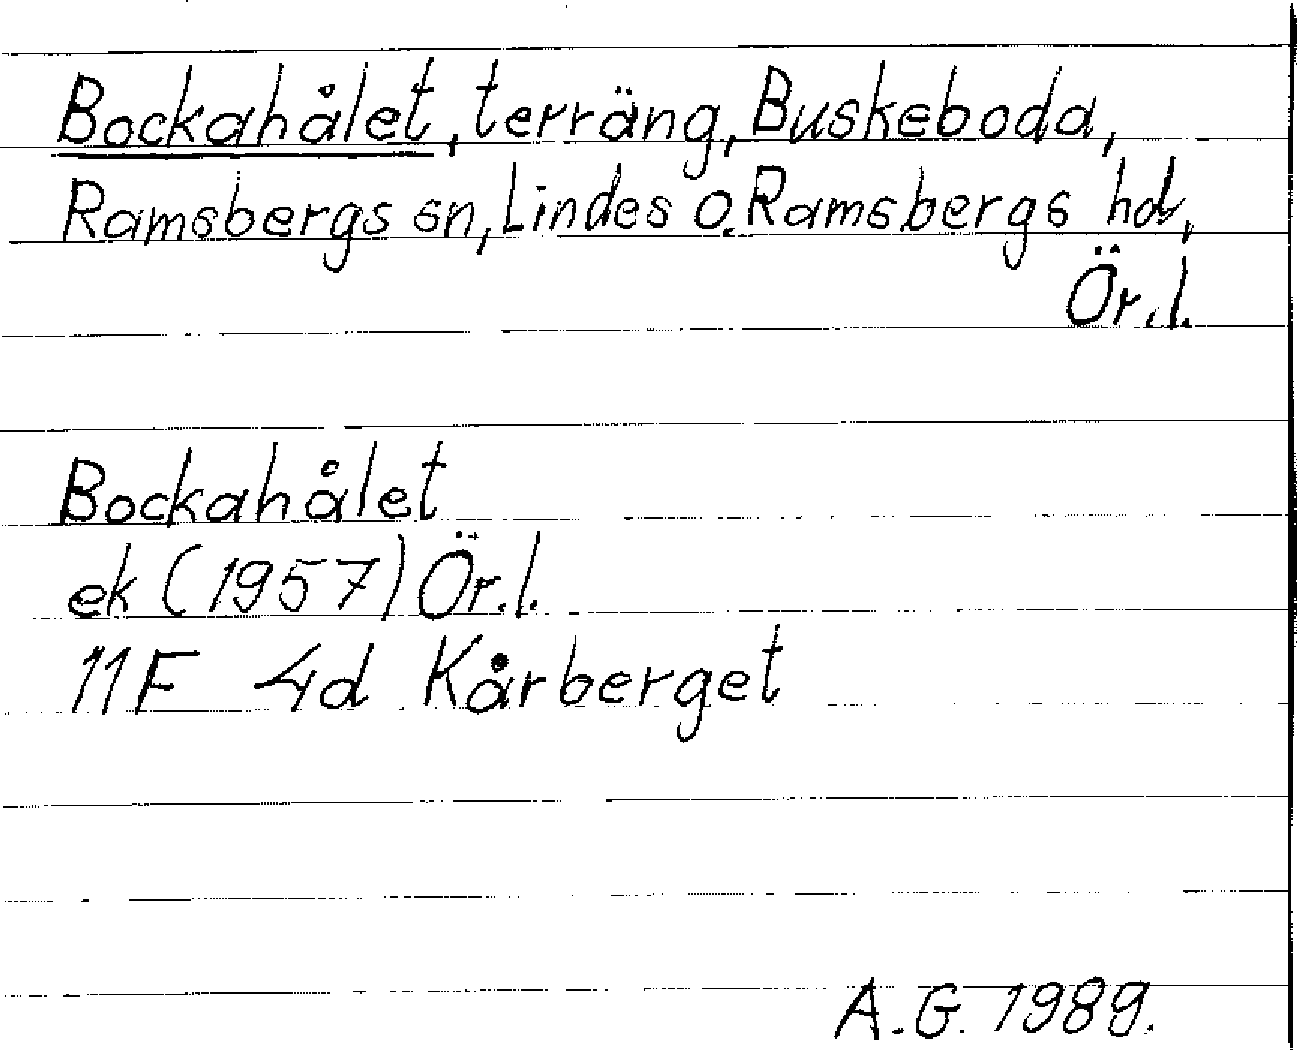 Bockahålet, terräng, Buskeboda,
Ramsbergs sn, Lindes o. Ramsbergs hd,
Ör.l.
Bockahålet
ek (1957) Ör.l.
11F 4d Kårberget
A.G. 1989.